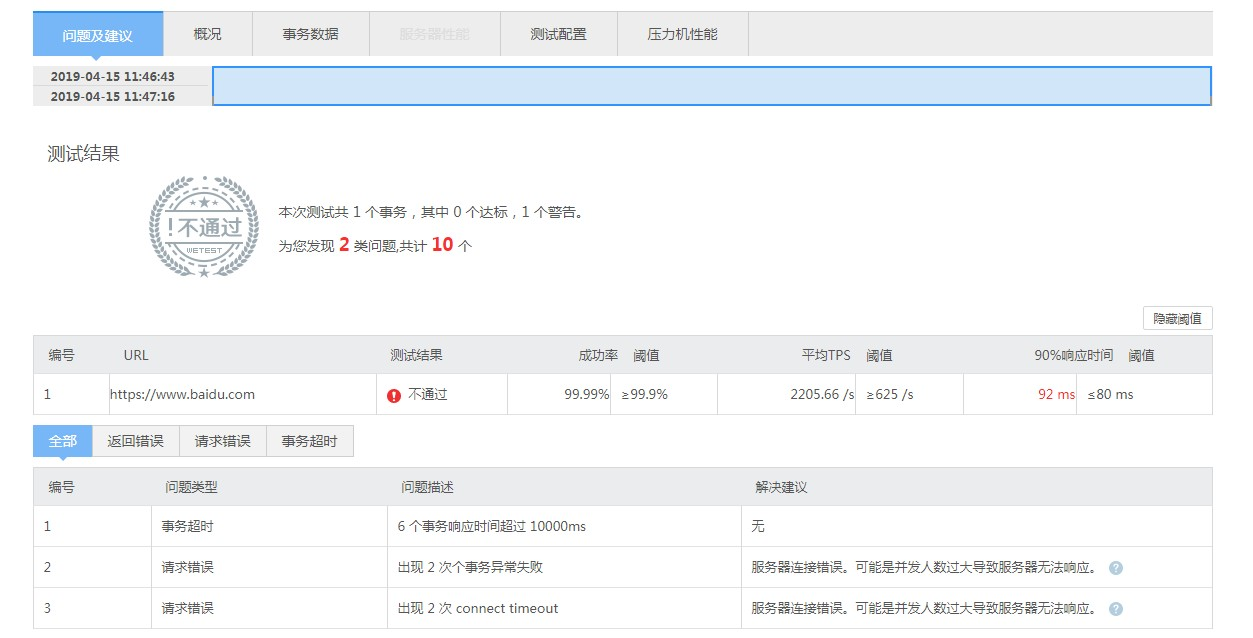 问题及建议 概况 事务数据 服务器性能 测试配置 压力机性能
2019-04-15 11:46:43
2019-04-15 11:47:16
测试结果
!不通过
WETEST
本次测试共 1 个事务，其中 0 个达标，1 个警告。
为您发现 2 类问题,共计 10 个
隐藏阈值
编号 URL 测试结果 成功率 阈值 平均TPS 阈值 90%响应时间 阈值
1 https://www.baidu.com 不通过 99.99% ≥99.9% 2205.66 /s ≥625 /s 92 ms ≤80 ms
全部 返回错误 请求错误 事务超时
编号 问题类型 问题描述 解决建议
1 事务超时 6 个事务响应时间超过 10000ms 无
2 请求错误 出现 2 次个事务异常失败 服务器连接错误。可能是并发人数过大导致服务器无法响应。
3 请求错误 出现 2 次 connect timeout 服务器连接错误。可能是并发人数过大导致服务器无法响应。